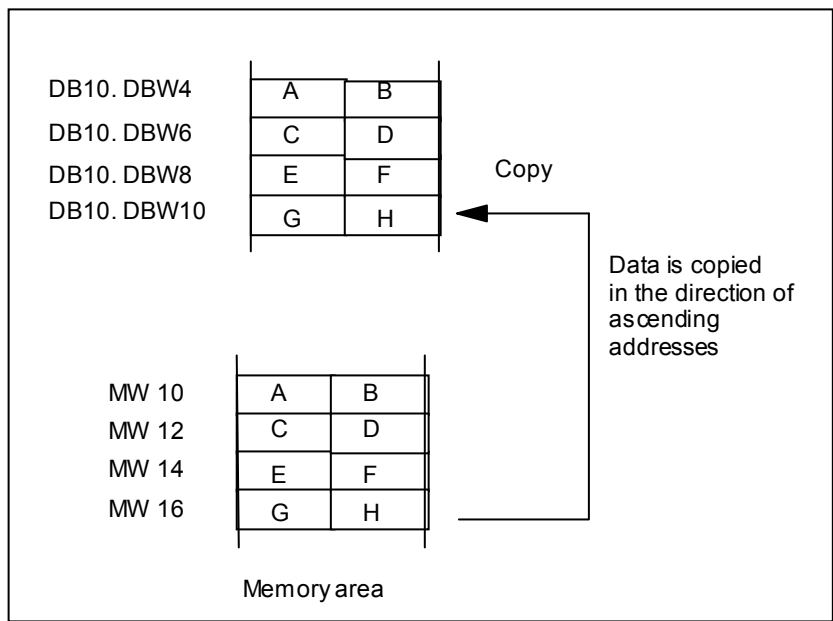 DB10. DBW4 A B
DB10. DBW6 C D
DB10. DBW8 E F
DB10. DBW10 G H
Copy
Data is copied
in the direction of
ascending
addresses
MW 10 A B
MW 12 C D
MW 14 E F
MW 16 G H
Memory area